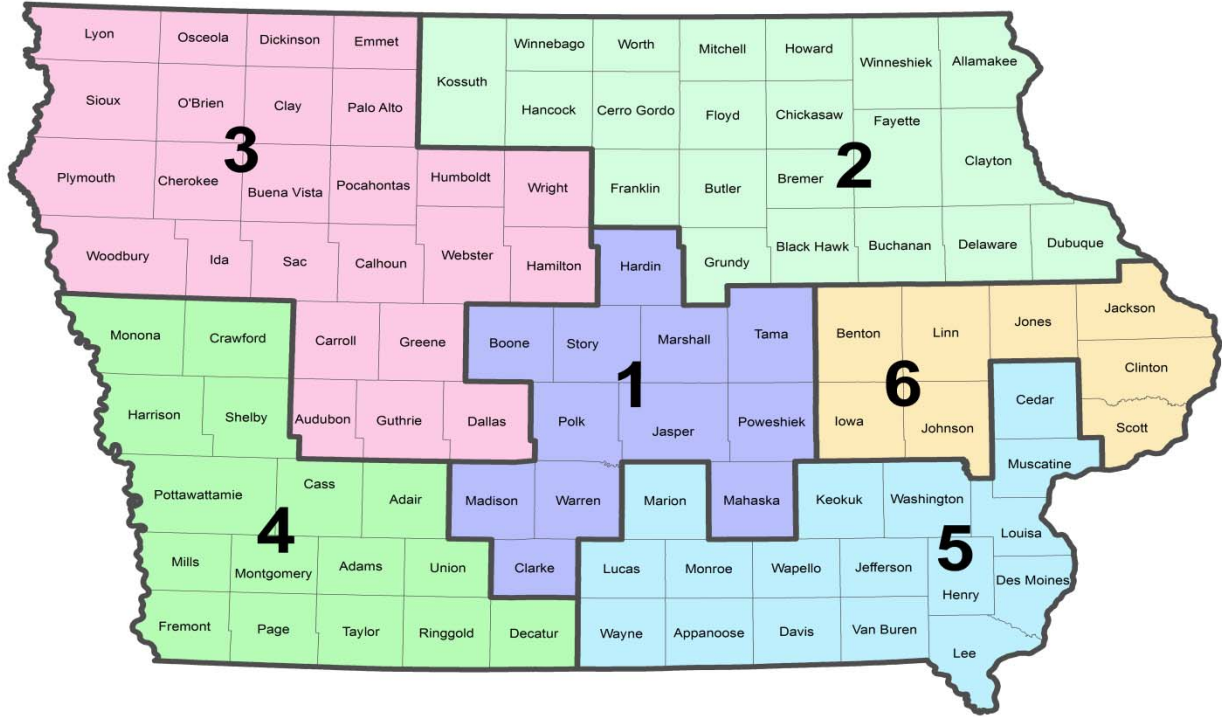 Lyon
Osceola
Dickinson
Emmet
Sioux
O'Brien
Clay
Palo Alto
3
Plymouth
Cherokee
Buena Vista
Pocahontas
Humboldt
Wright
Woodbury
Ida
Sac
Calhoun
Webster
Hamilton
Carroll
Greene
Audubon
Guthrie
Dallas
Kossuth
Winnebago
Worth
Mitchell
Howard
Winneshiek
Allamakee
Hancock
Cerro Gordo
Floyd
Chickasaw
Fayette
Clayton
2
Franklin
Butler
Bremer
Grundy
Black Hawk
Buchanan
Delaware
Dubuque
Hardin
Boone
Story
Marshall
Tama
1
Polk
Jasper
Poweshiek
Madison
Warren
Mahaska
Clarke
Benton
Linn
Jones
Jackson
Clinton
6
Iowa
Johnson
Scott
Monona
Crawford
Harrison
Shelby
Pottawattamie
Cass
Adair
4
Mills
Montgomery
Adams
Union
Fremont
Page
Taylor
Ringgold
Decatur
Cedar
Muscatine
Marion
Keokuk
Washington
Louisa
5
Lucas
Monroe
Wapello
Jefferson
Henry
Des Moines
Wayne
Appanoose
Davis
Van Buren
Lee